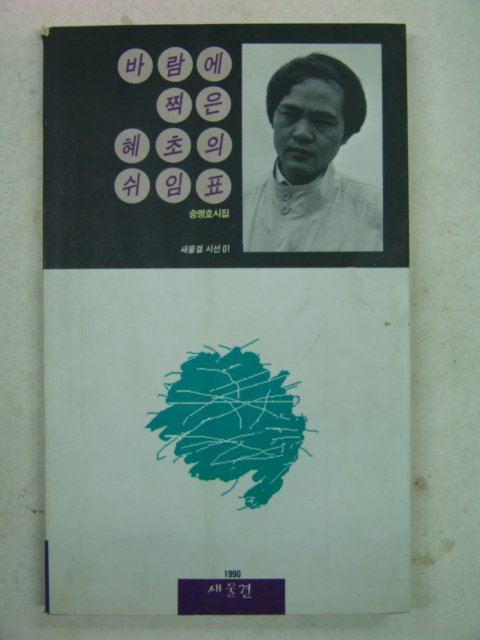 바람에
찍은
혜초의
쉬임표
송명호시집
새물결 시선 01
1990
새물결